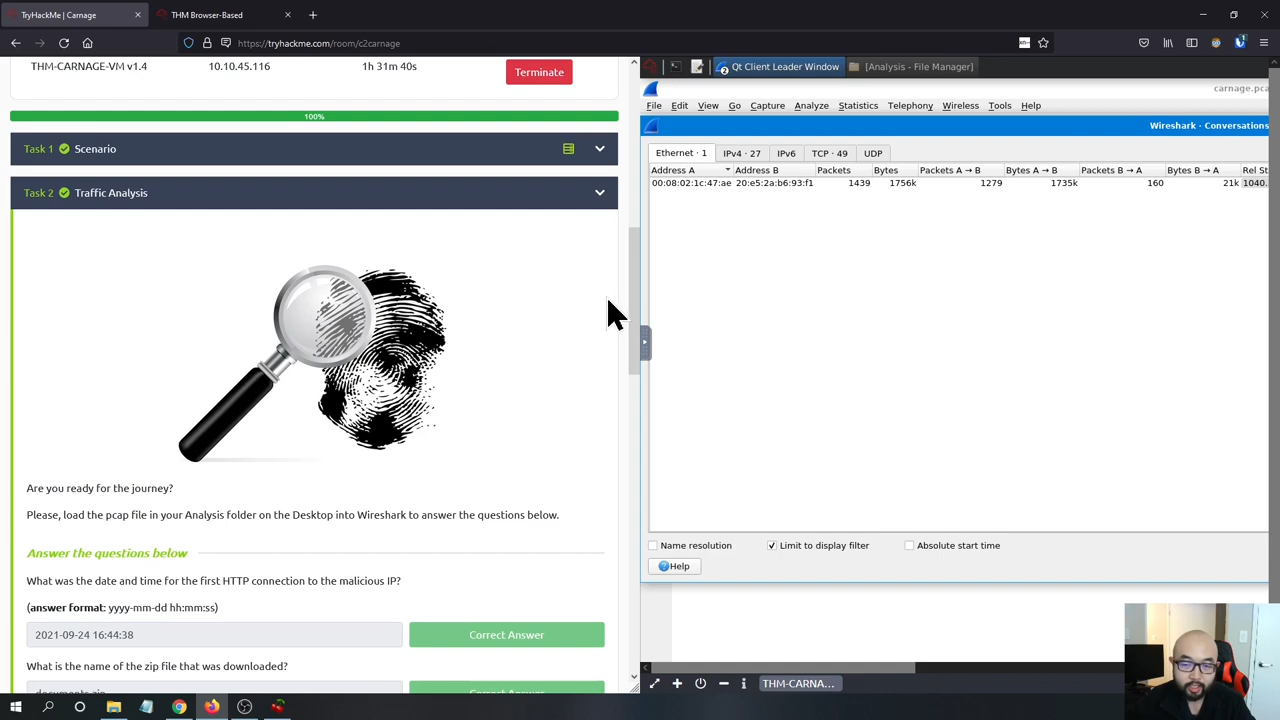 TryHackMe | Carnage
THM Browser-Based
https://tryhackme.com/room/c2carnage
THM-CARNAGE-VM v1.4 10.10.45.116 1h 31m 40s Terminate
100%
Task 1 Scenario
Task 2 Traffic Analysis
Are you ready for the journey?
Please, load the pcap file in your Analysis folder on the Desktop into Wireshark to answer the questions below.
Answer the questions below
What was the date and time for the first HTTP connection to the malicious IP?
(answer format: yyyy-mm-dd hh:mm:ss)
2021-09-24 16:44:38 Correct Answer
What is the name of the zip file that was downloaded?
documents.zip Correct Answer
Qt Client Leader Window [Analysis - File Manager]
carnage.pca
File Edit View Go Capture Analyze Statistics Telephony Wireless Tools Help
Wireshark · Conversations
Ethernet · 1 IPv4 · 27 IPv6 TCP · 49 UDP
Address A Address B Packets Bytes Packets A → B Bytes A → B Packets B → A Bytes B → A Rel St
00:08:02:1c:47:ae 20:e5:2a:b6:93:f1 1439 1756k 1279 1735k 160 21k 1040.
Name resolution Limit to display filter Absolute start time
Help
THM-CARNA...